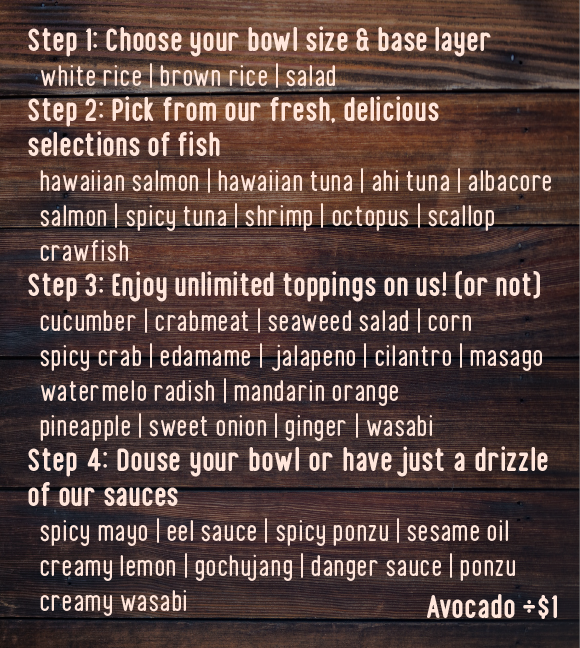 Step 1: Choose your bowl size & base layer
white rice | brown rice | salad
Step 2: Pick from our fresh, delicious
selections of fish
hawaiian salmon | hawaiian tuna | ahi tuna | albacore
salmon | spicy tuna | shrimp | octopus | scallop
crawfish
Step 3: Enjoy unlimited toppings on us! (or not)
cucumber | crabmeat | seaweed salad | corn
spicy crab | edamame | jalapeno | cilantro | masago
watermelo radish | mandarin orange
pineapple | sweet onion | ginger | wasabi
Step 4: Douse your bowl or have just a drizzle
of our sauces
spicy mayo | eel sauce | spicy ponzu | sesame oil
creamy lemon | gochujang | danger sauce | ponzu
creamy wasabi
Avocado +$1